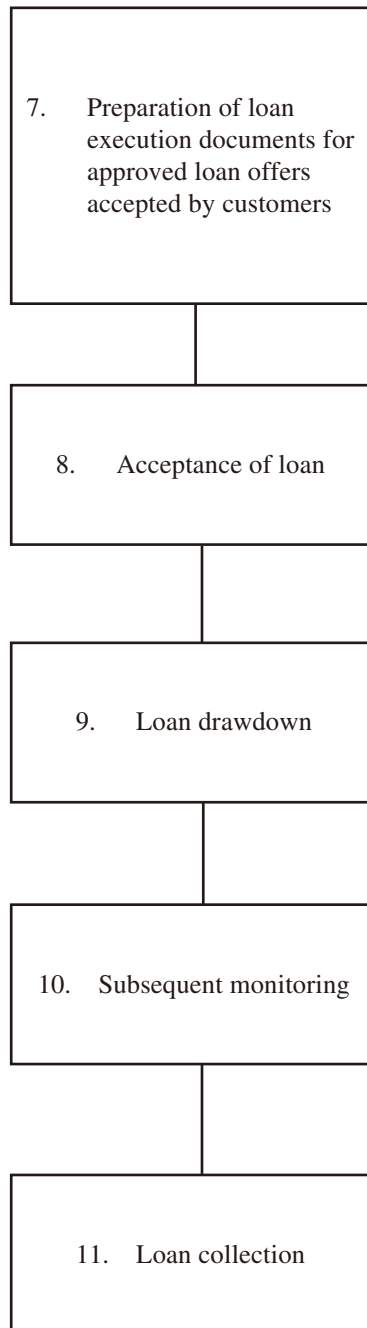 7. Preparation of loan
execution documents for
approved loan offers
accepted by customers
8. Acceptance of loan
9. Loan drawdown
10. Subsequent monitoring
11. Loan collection